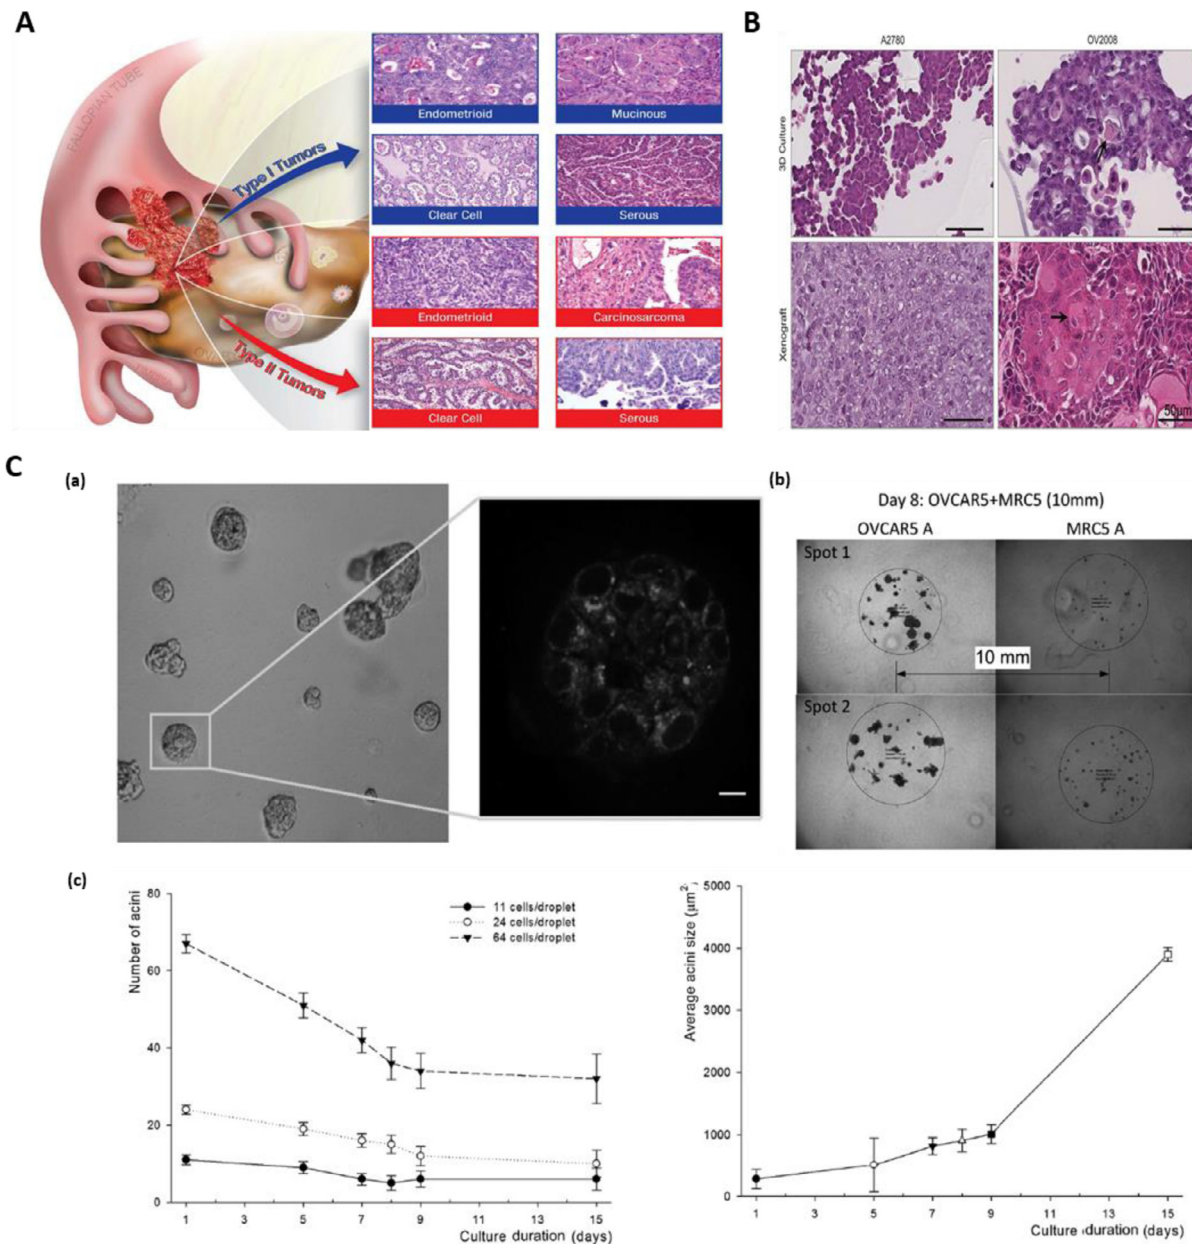 A
FALLOPIAN TUBE
Type I Tumors
Type II Tumors
Endometrioid
Mucinous
Clear Cell
Serous
Endometrioid
Carcinosarcoma
Clear Cell
Serous
B
A2780
OV2008
3D Culture
Xenograft
50µm
C
(a)
(b)
Day 8: OVCAR5+MRC5 (10mm)
OVCAR5 A
MRC5 A
Spot 1
10 mm
Spot 2
(c)
Number of acini
80
60
40
20
0
11 cells/droplet
24 cells/droplet
64 cells/droplet
1 3 5 7 9 11 13 15
Culture duration (days)
Average acini size (µm²)
5000
4000
3000
2000
1000
0
1 3 5 7 9 11 13 15
Culture duration (days)